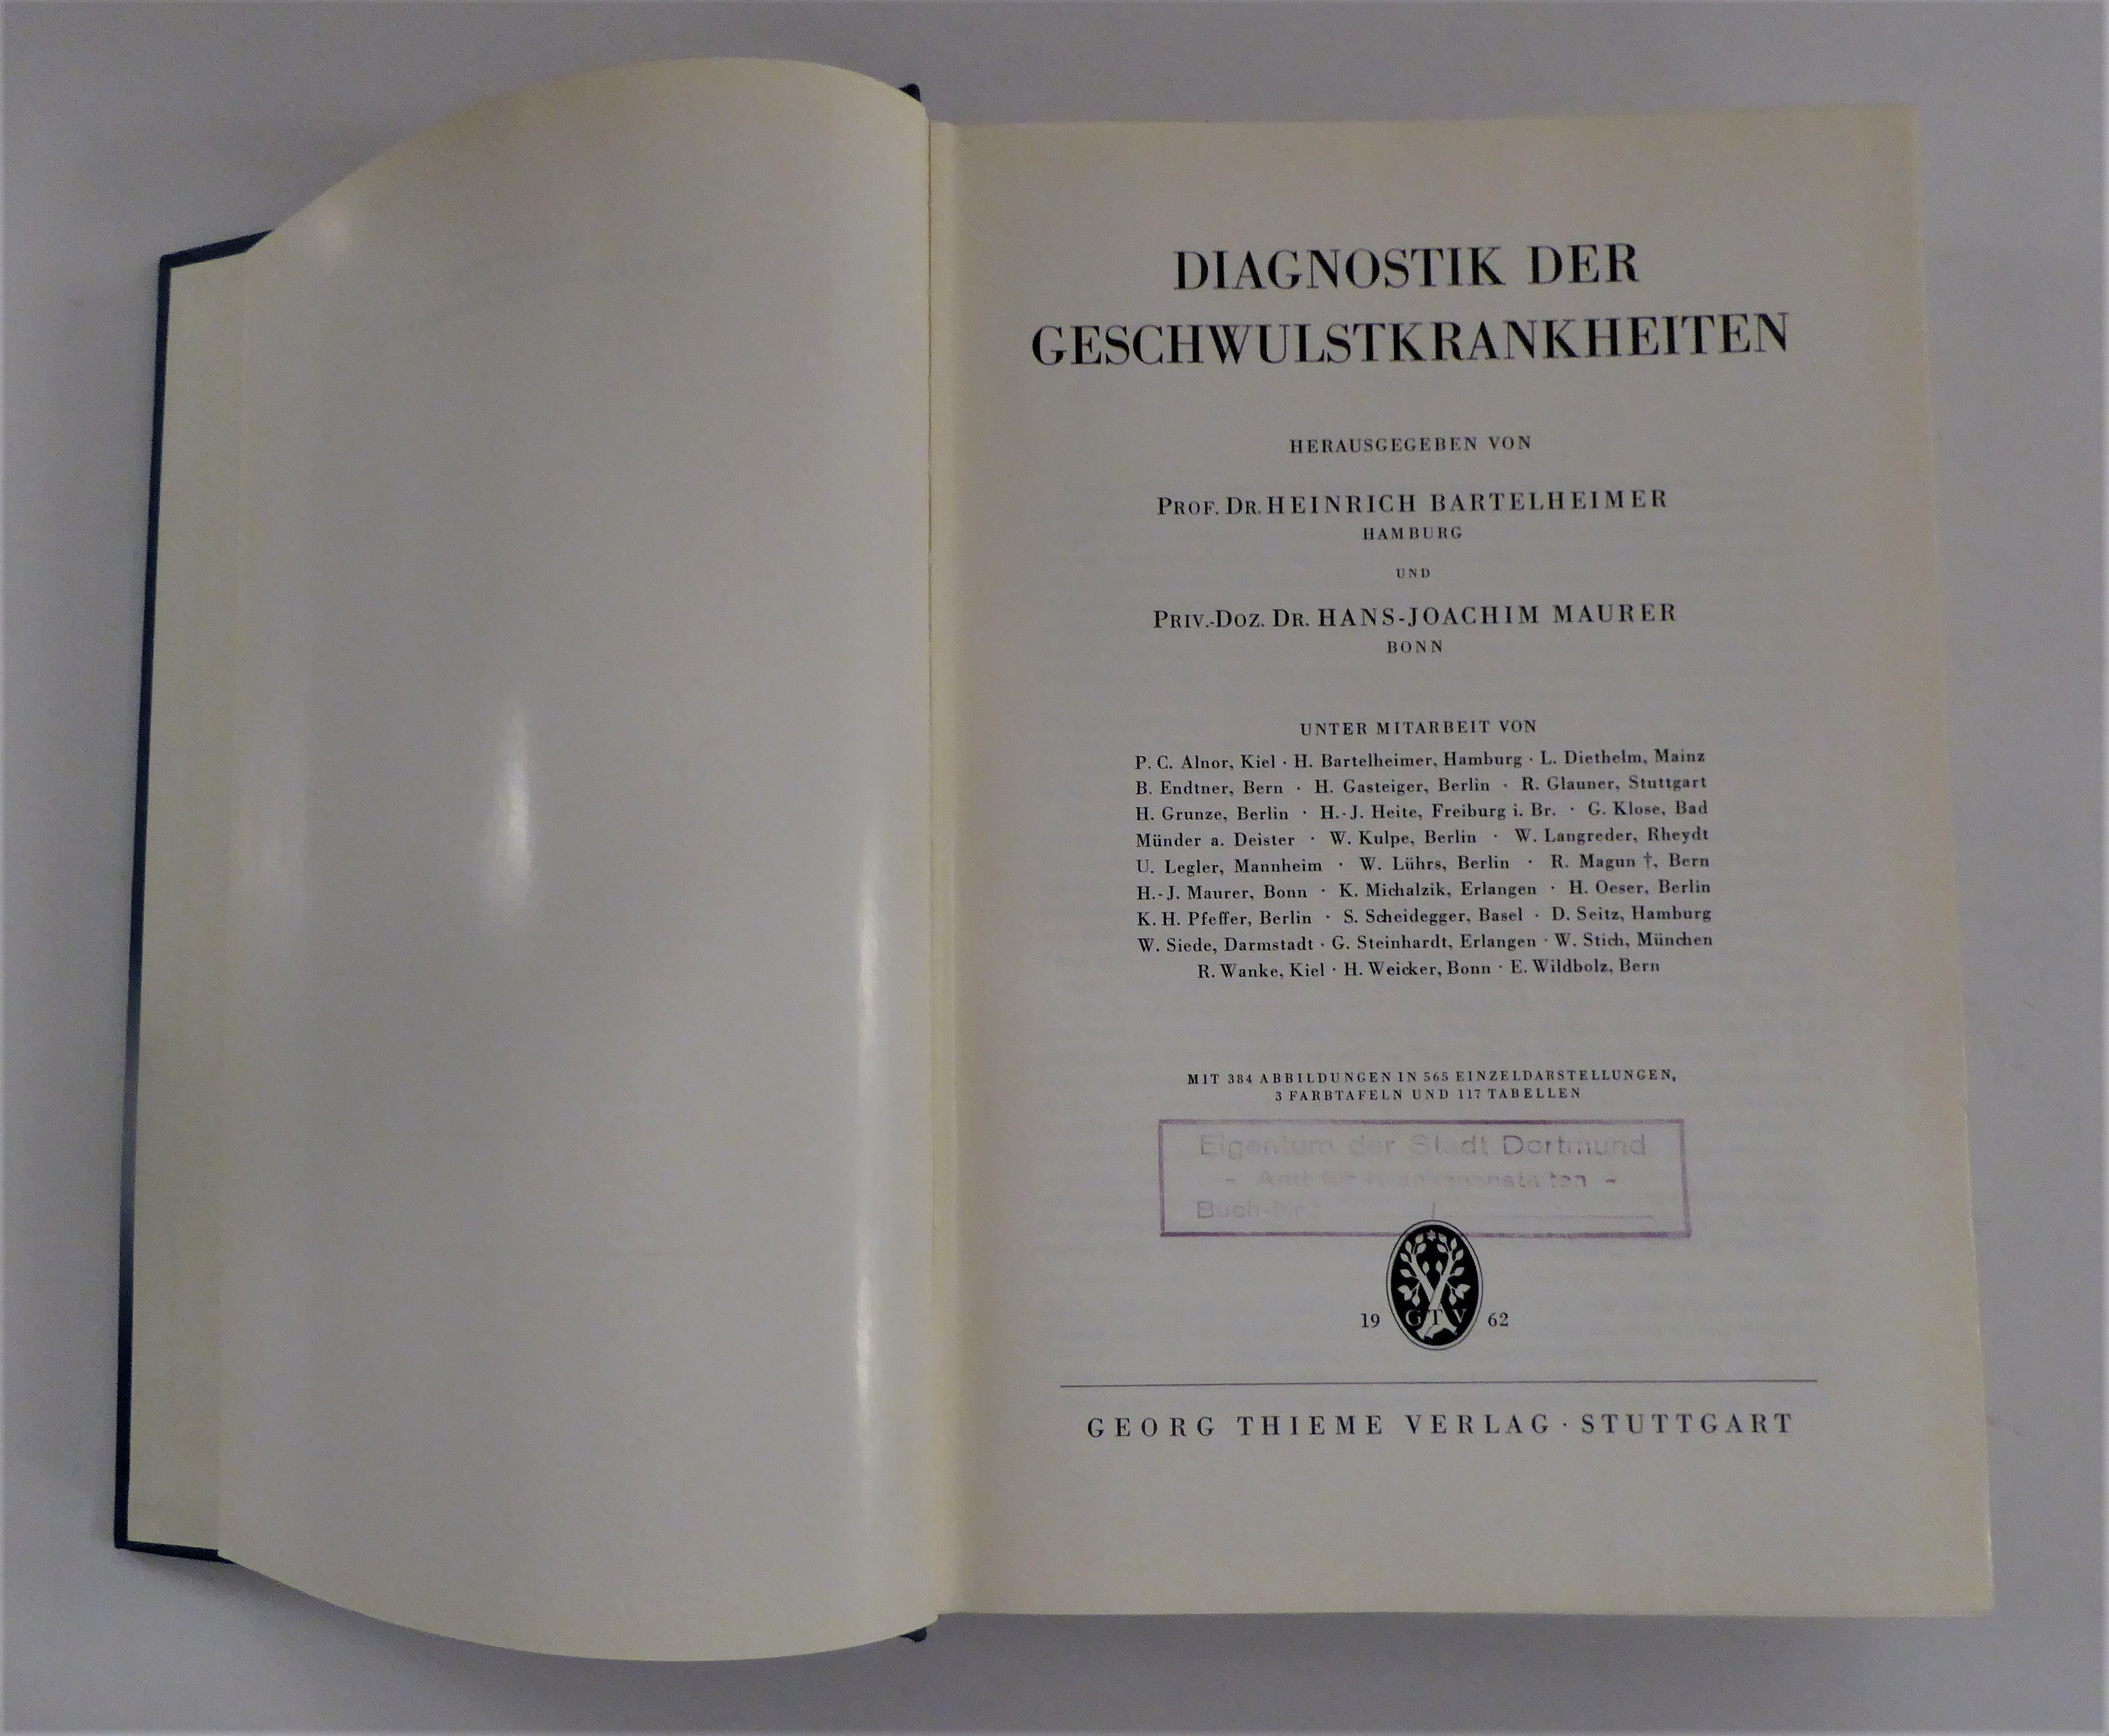 DIAGNOSTIK DER
GESCHWULSTKRANKHEITEN
HERAUSGEGEBEN VON
PROF. DR. HEINRICH BARTELHEIMER
HAMBURG
UND
PRIV.-DOZ. DR. HANS-JOACHIM MAURER
BONN
UNTER MITARBEIT VON
P. C. Alnor, Kiel · H. Bartelheimer, Hamburg · L. Diethelm, Mainz
B. Endtner, Bern · H. Gasteiger, Berlin · R. Glauner, Stuttgart
H. Grunze, Berlin · H.-J. Heite, Freiburg i. Br. · G. Klose, Bad
Münder a. Deister · W. Kulpe, Berlin · W. Langreder, Rheydt
U. Legler, Mannheim · W. Lührs, Berlin · R. Magun †, Bern
H.-J. Maurer, Bonn · K. Michalzik, Erlangen · H. Oeser, Berlin
K. H. Pfeffer, Berlin · S. Scheidegger, Basel · D. Seitz, Hamburg
W. Siede, Darmstadt · G. Steinhardt, Erlangen · W. Stich, München
R. Wanke, Kiel · H. Weicker, Bonn · E. Wildbolz, Bern
MIT 384 ABBILDUNGEN IN 565 EINZELDARSTELLUNGEN,
3 FARBTAFELN UND 117 TABELLEN
Eigentum der Stadt Dortmund
- Amt für Krankenanstalten -
Buch-Nr.
19 GTV 62
GEORG THIEME VERLAG · STUTTGART